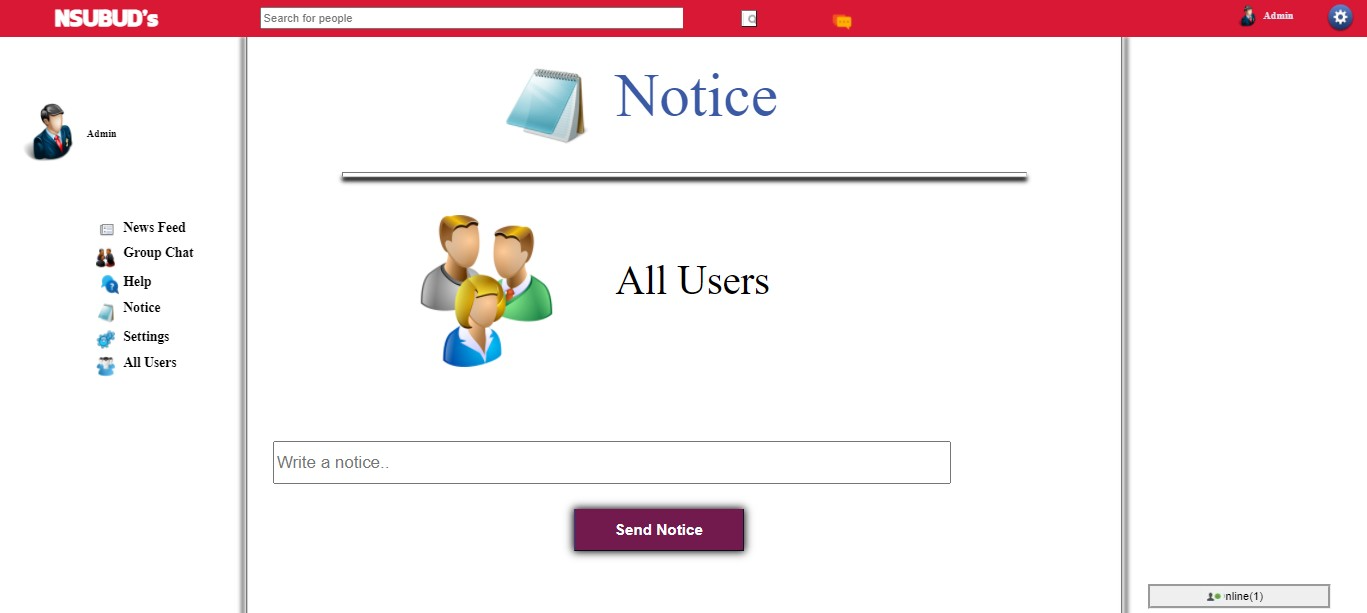 NSUBUD's
Search for people
Admin
Notice
Admin
All Users
News Feed
Group Chat
Help
Notice
Settings
All Users
Write a notice..
Send Notice
nline(1)